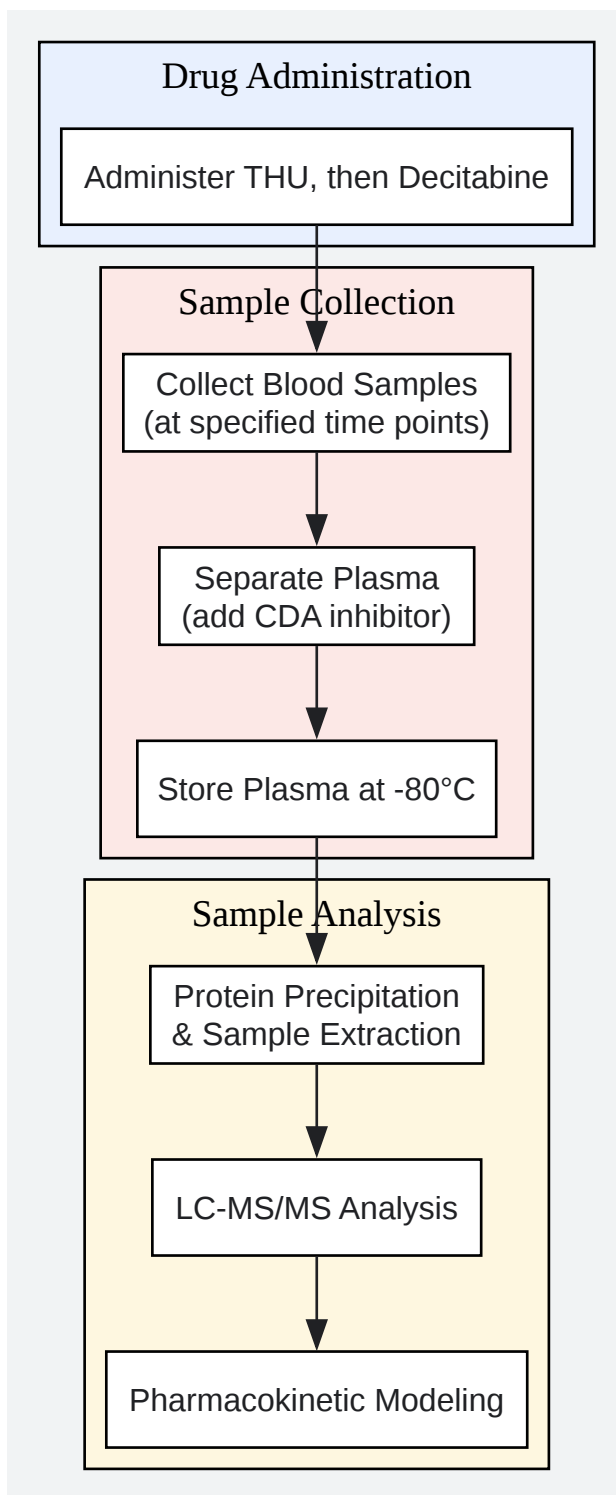 Drug Administration
Administer THU, then Decitabine
Sample Collection
Collect Blood Samples
(at specified time points)
Separate Plasma
(add CDA inhibitor)
Store Plasma at -80°C
Sample Analysis
Protein Precipitation
& Sample Extraction
LC-MS/MS Analysis
Pharmacokinetic Modeling